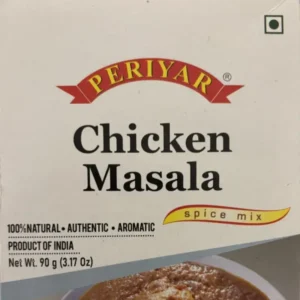 PERIYAR®
Chicken
Masala
spice mix
100%NATURAL • AUTHENTIC • AROMATIC
PRODUCT OF INDIA
Net Wt. 90 g (3.17 Oz)